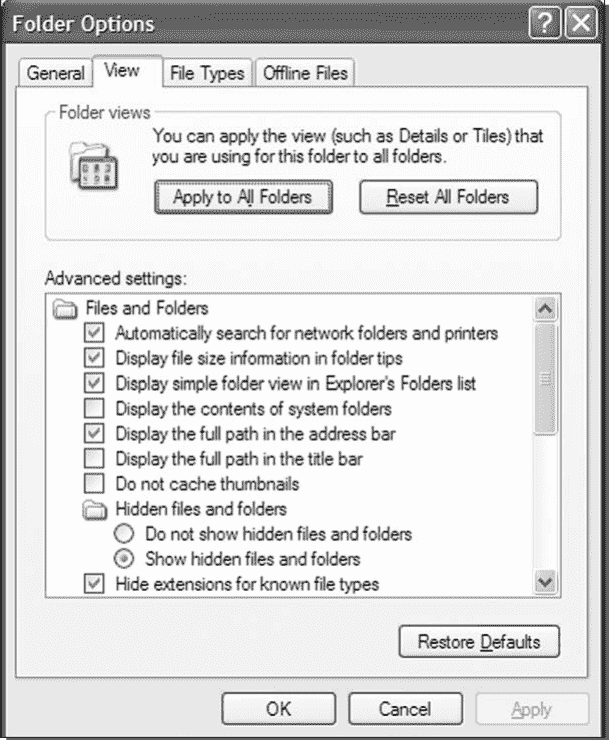 Folder Options
General View File Types Offline Files
Folder views
You can apply the view (such as Details or Tiles) that
you are using for this folder to all folders.
Apply to All Folders Reset All Folders
Advanced settings:
Files and Folders
Automatically search for network folders and printers
Display file size information in folder tips
Display simple folder view in Explorer's Folders list
Display the contents of system folders
Display the full path in the address bar
Display the full path in the title bar
Do not cache thumbnails
Hidden files and folders
Do not show hidden files and folders
Show hidden files and folders
Hide extensions for known file types
Restore Defaults
OK Cancel Apply